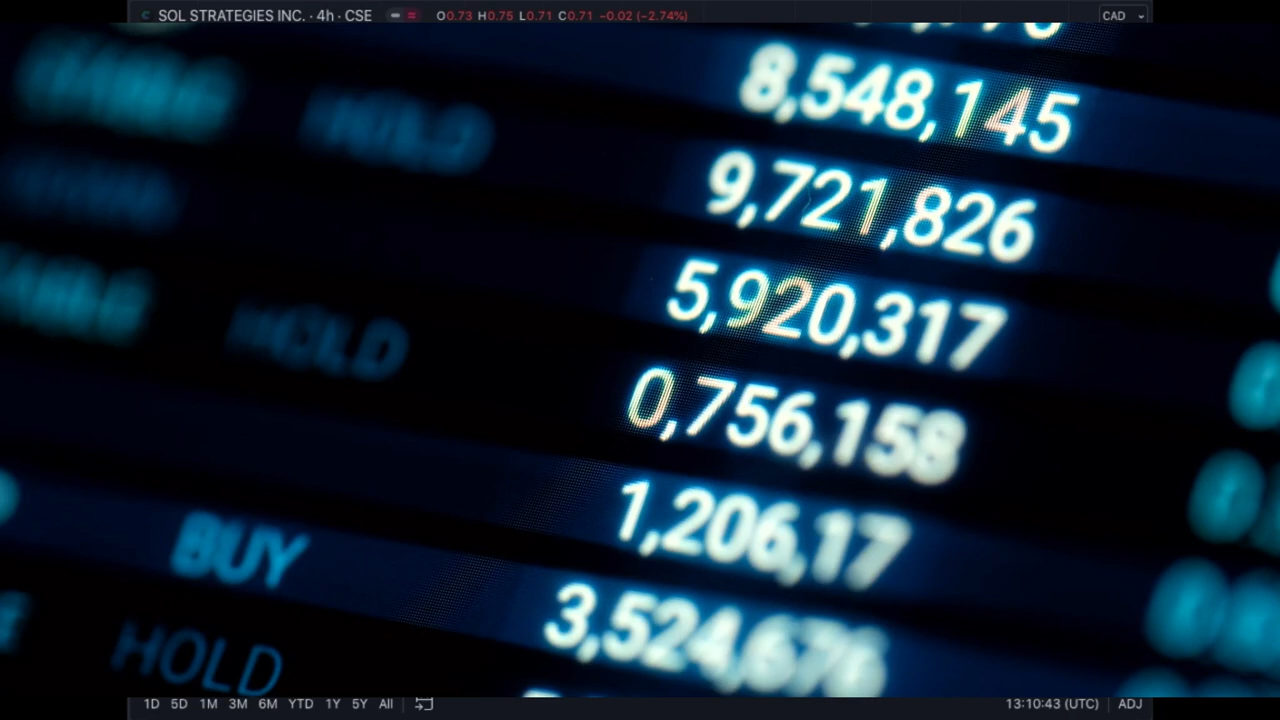 SOL STRATEGIES INC. · 4h · CSE O0.73 H0.75 L0.71 C0.71 −0.02 (−2.74%) CAD
8,548,145
HOLD
9,721,826
5,920,317
HOLD
0,756,158
1,206,17
BUY
3,524,676
HOLD
1D 5D 1M 3M 6M YTD 1Y 5Y All 13:10:43 (UTC) ADJ